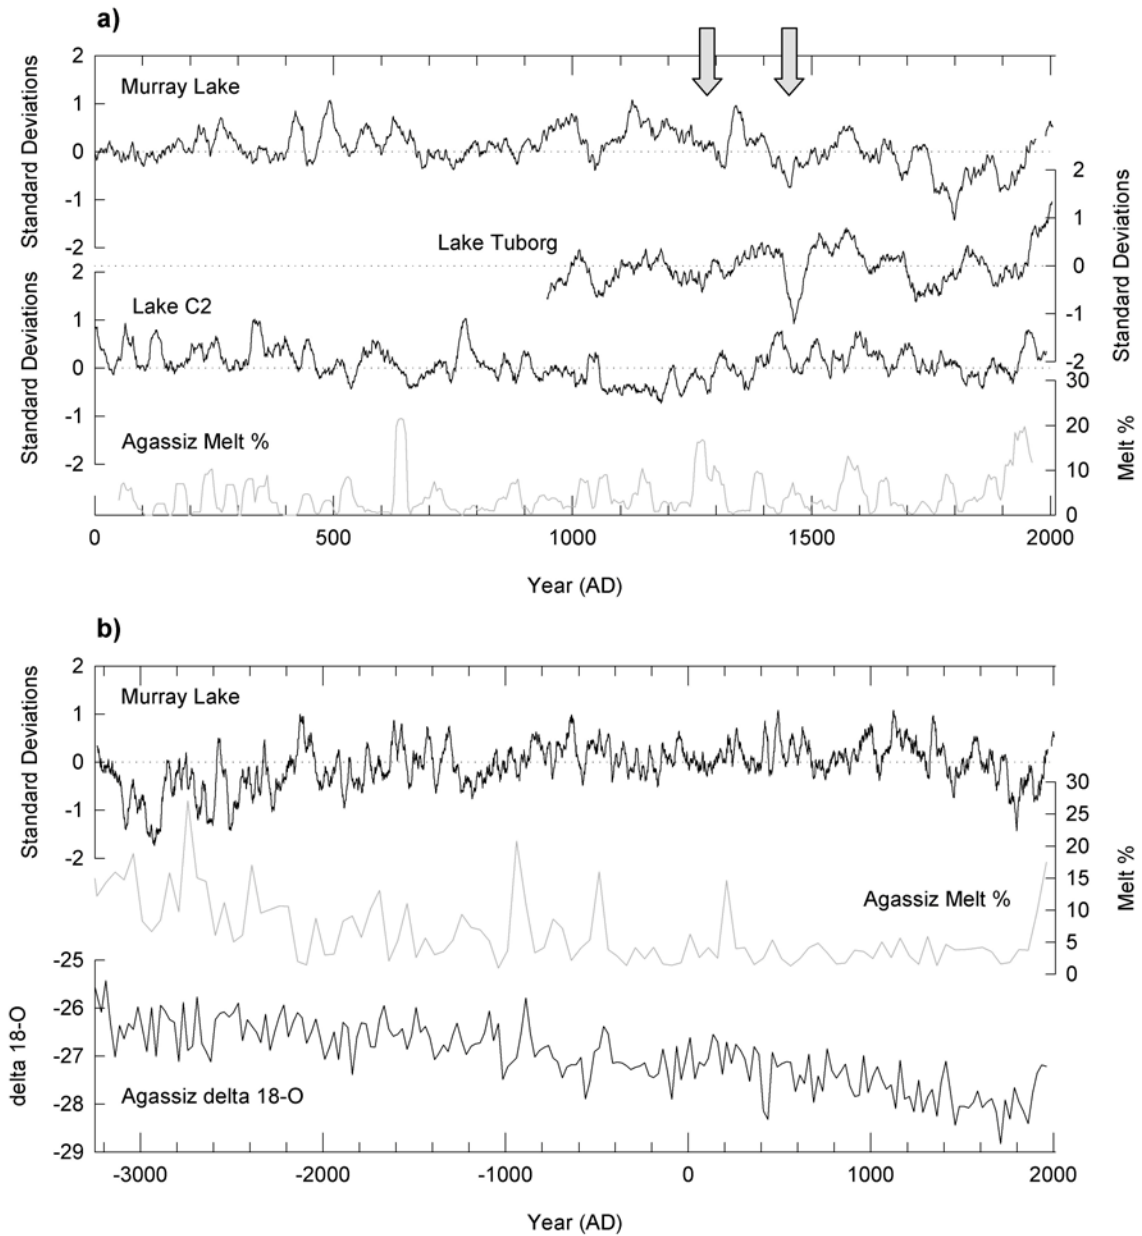 a)
2
1
0
-1
-2
Standard Deviations
Murray Lake
2
1
0
-1
-2
Standard Deviations
Lake Tuborg
2
1
0
-1
-2
Standard Deviations
Lake C2
30
20
10
0
Melt %
Agassiz Melt %
0 500 1000 1500 2000
Year (AD)
b)
2
1
0
-1
-2
Standard Deviations
Murray Lake
30
25
20
15
10
5
0
Melt %
Agassiz Melt %
-25
-26
-27
-28
-29
delta 18-O
Agassiz delta 18-O
-3000 -2000 -1000 0 1000 2000
Year (AD)